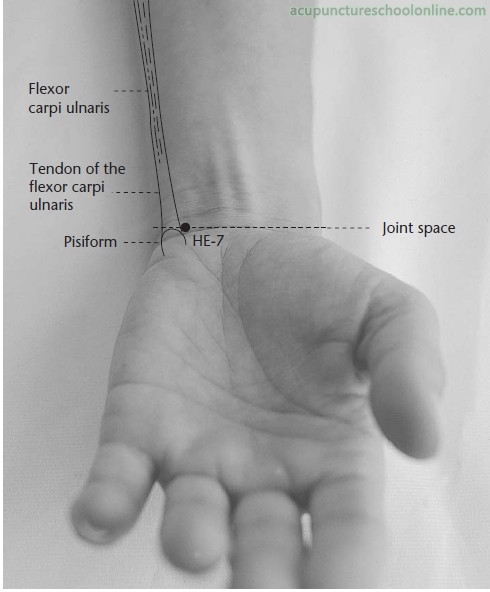 acupunctureschoolonline.com
Flexor
carpi ulnaris
Tendon of the
flexor carpi
ulnaris
Pisiform
HE-7
Joint space